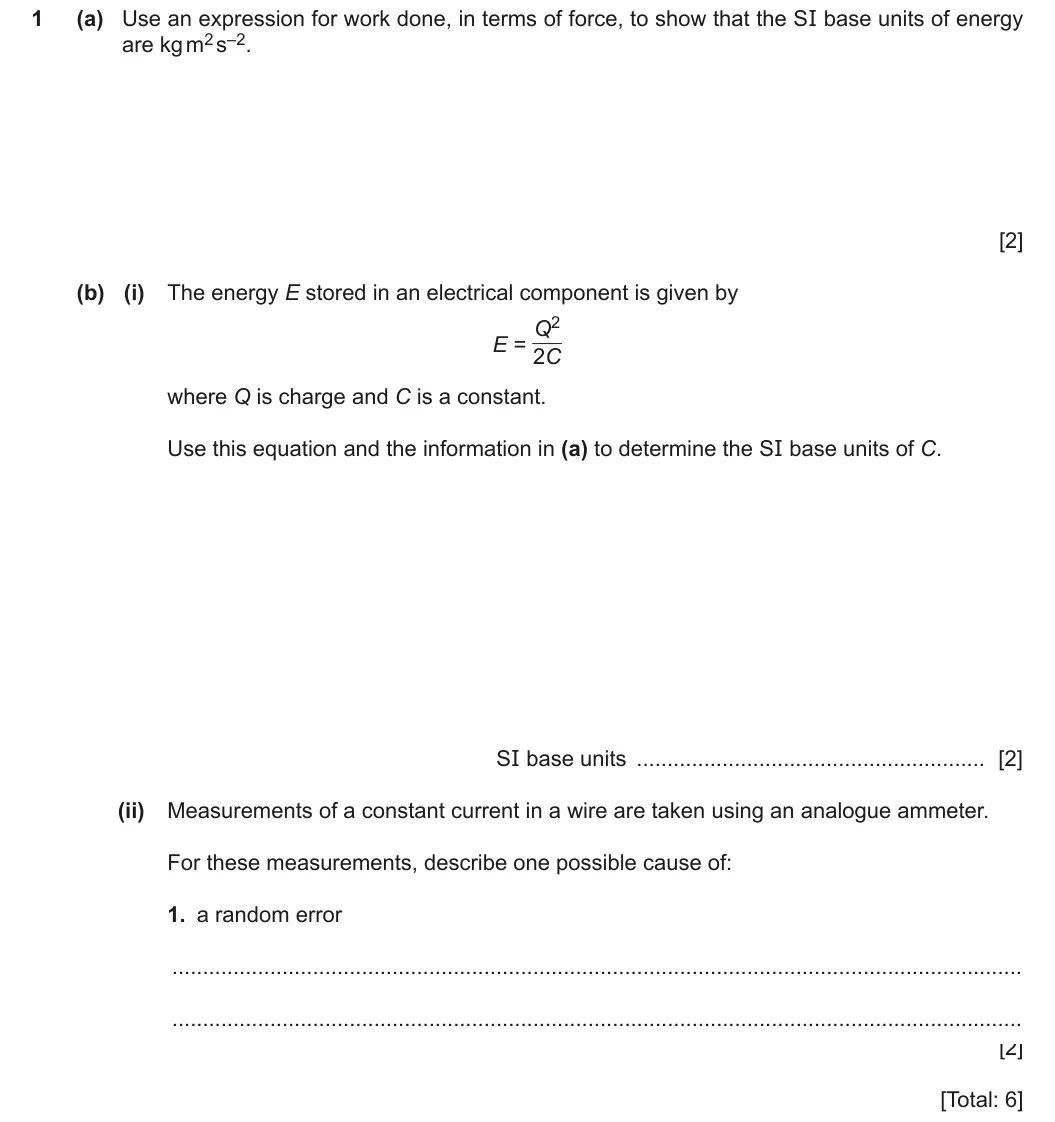 1 (a) Use an expression for work done, in terms of force, to show that the SI base units of energy
are kg m² s⁻².
[2]
(b) (i) The energy E stored in an electrical component is given by
E = Q²/2C
where Q is charge and C is a constant.
Use this equation and the information in (a) to determine the SI base units of C.
SI base units .......................................................... [2]
(ii) Measurements of a constant current in a wire are taken using an analogue ammeter.
For these measurements, describe one possible cause of:
1. a random error
...........................................................................................................................................
...........................................................................................................................................
[2]
[Total: 6]